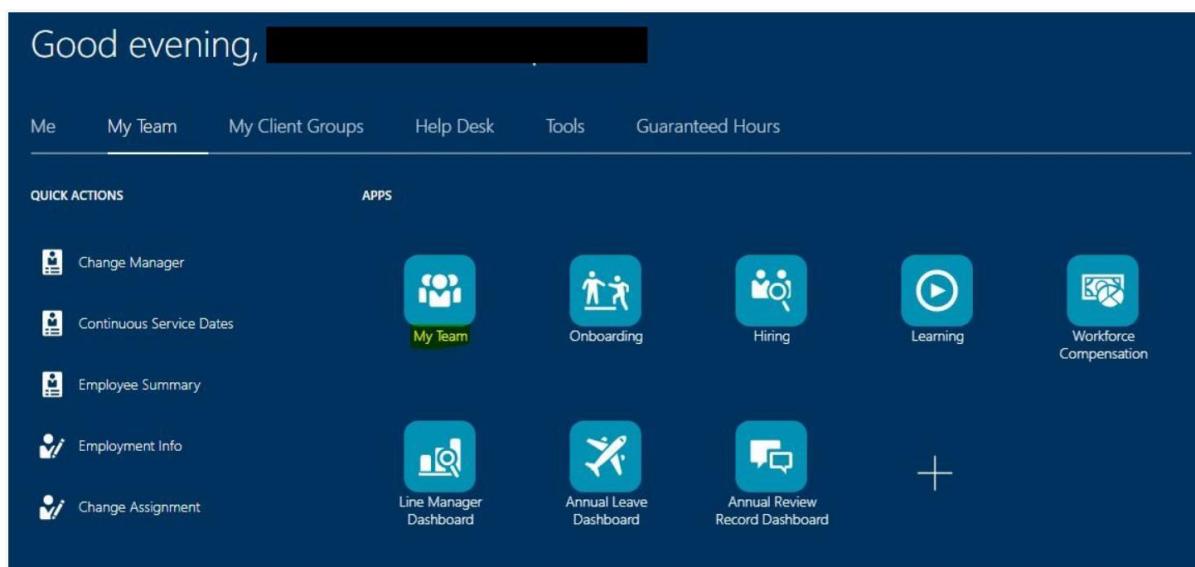 Good evening,
Me My Team My Client Groups Help Desk Tools Guaranteed Hours
QUICK ACTIONS
Change Manager
Continuous Service Dates
Employee Summary
Employment Info
Change Assignment
APPS
My Team
Onboarding
Hiring
Learning
Workforce
Compensation
Line Manager
Dashboard
Annual Leave
Dashboard
Annual Review
Record Dashboard